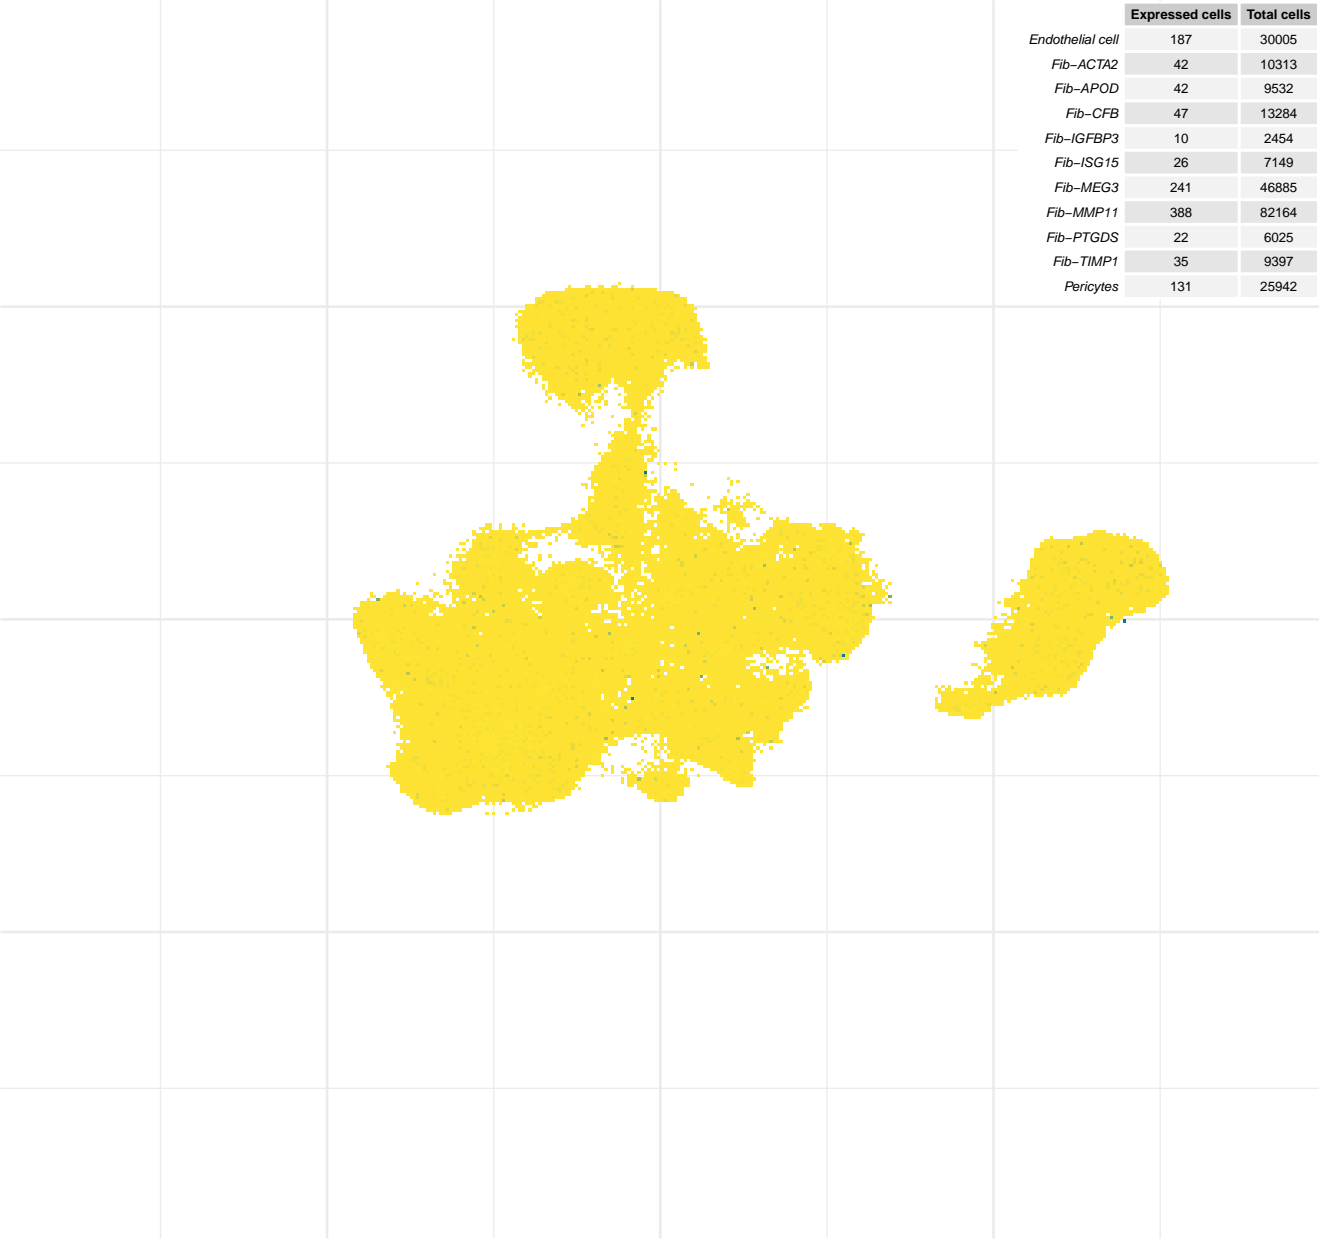 Expressed cells Total cells
Endothelial cell 187 30005
Fib−ACTA2 42 10313
Fib−APOD 42 9532
Fib−CFB 47 13284
Fib−IGFBP3 10 2454
Fib−ISG15 26 7149
Fib−MEG3 241 46885
Fib−MMP11 388 82164
Fib−PTGDS 22 6025
Fib−TIMP1 35 9397
Pericytes 131 25942